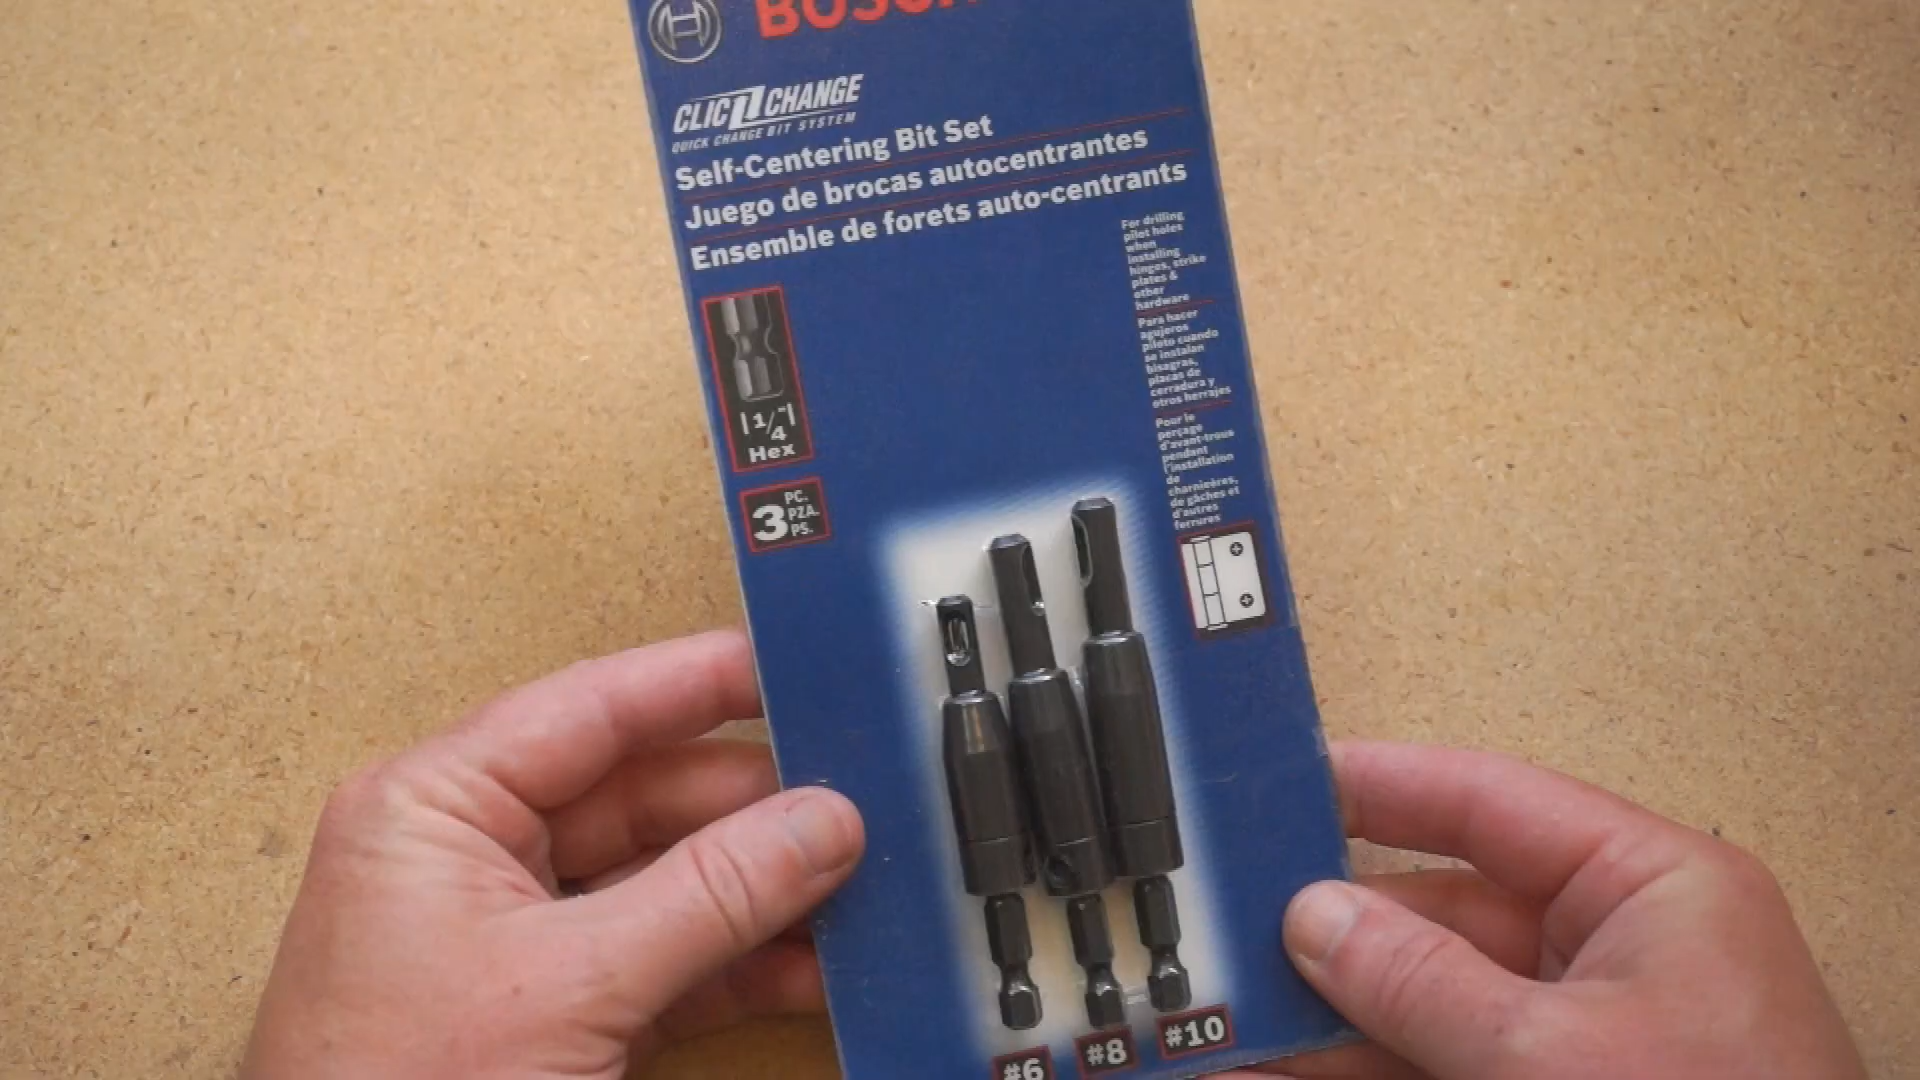 BOSCH
CLIC CHANGE
QUICK CHANGE BIT SYSTEM
Self-Centering Bit Set
Juego de brocas autocentrantes
Ensemble de forets auto-centrants
For drilling
pilot holes
when
installing
hinges, strike
plates &
other
hardware
Para hacer
agujeros
piloto cuando
se instalan
bisagras,
placas de
cerradura y
otros herrajes
Pour le
perçage
d'avant-trous
pendant
l'installation
de
charnières,
de gâches et
d'autres
ferrures
1/4"
Hex
3 PC.
PZA.
PS.
#6
#8
#10